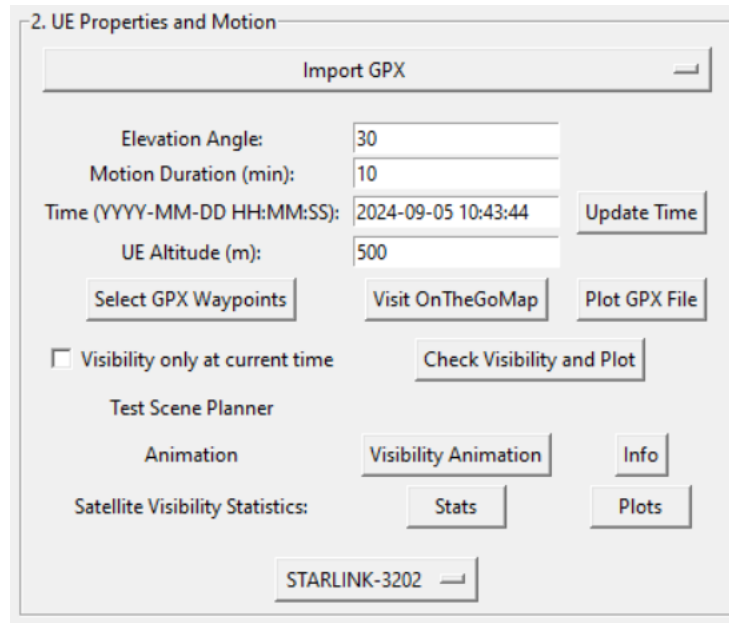 2. UE Properties and Motion
Import GPX
Elevation Angle: 30
Motion Duration (min): 10
Time (YYYY-MM-DD HH:MM:SS): 2024-09-05 10:43:44 Update Time
UE Altitude (m): 500
Select GPX Waypoints Visit OnTheGoMap Plot GPX File
Visibility only at current time Check Visibility and Plot
Test Scene Planner
Animation Visibility Animation Info
Satellite Visibility Statistics: Stats Plots
STARLINK-3202